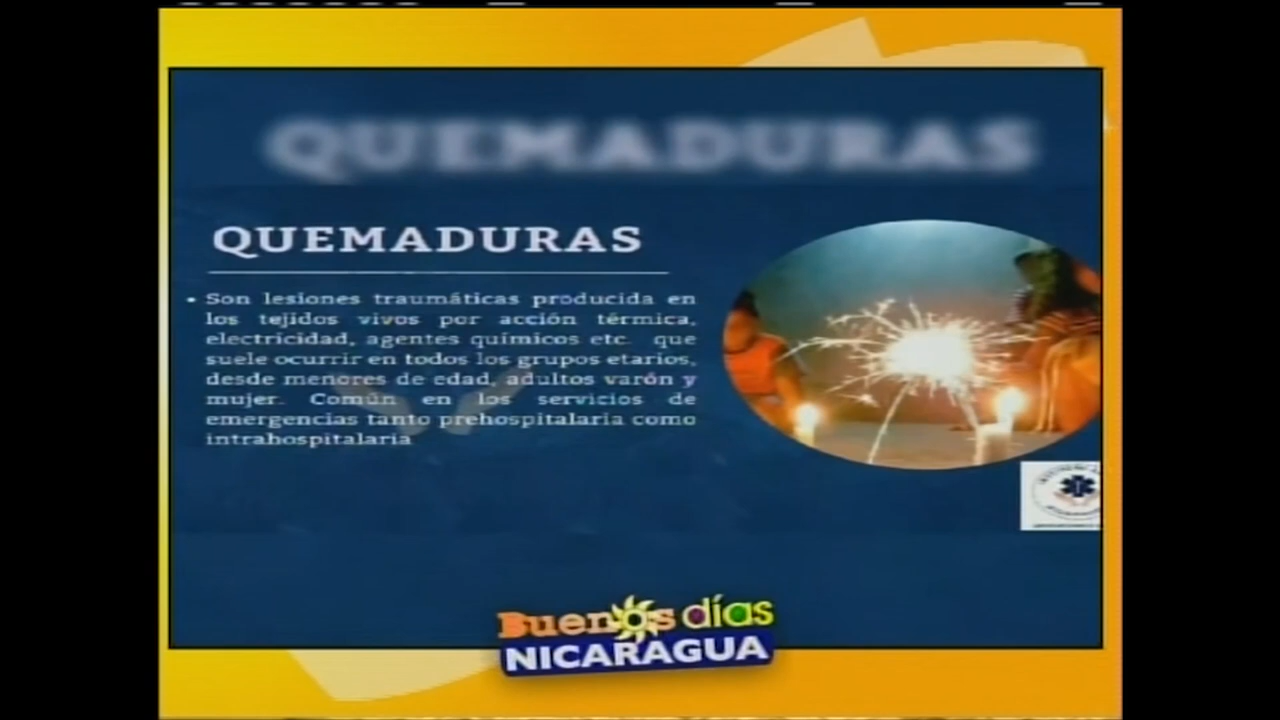 QUEMADURAS
QUEMADURAS
• Son lesiones traumáticas producida en
los tejidos vivos por acción térmica,
electricidad, agentes químicos etc. que
suele ocurrir en todos los grupos etarios,
desde menores de edad, adultos varón y
mujer. Común en los servicios de
emergencias tanto prehospitalaria como
intrahospitalaria
Buenos días
NICARAGUA